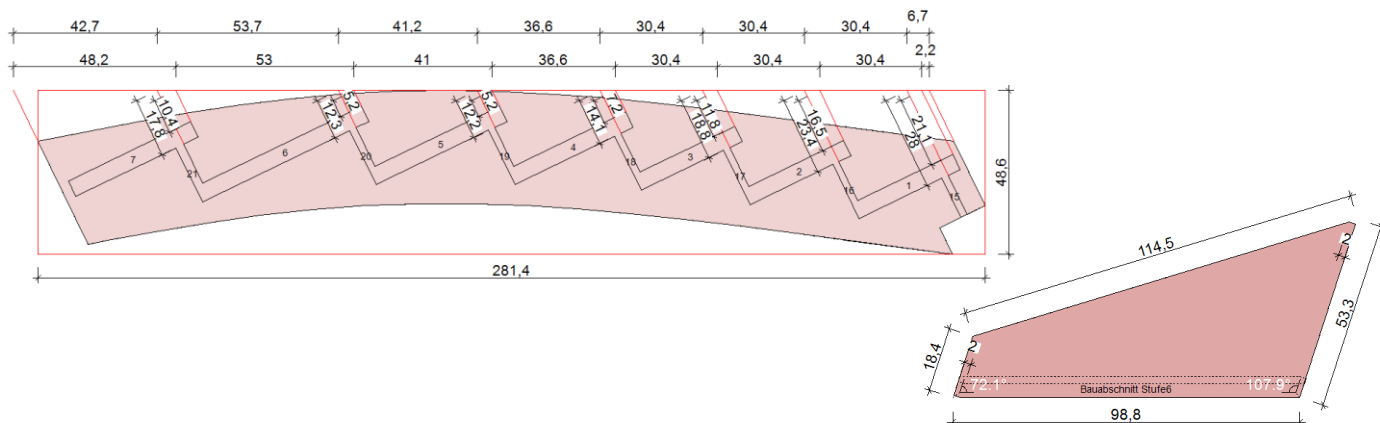 42,7 53,7 41,2 36,6 30,4 30,4 30,4 6,7
48,2 53 41 36,6 30,4 30,4 30,4 2,2
10,4 5,2 5,2 7,2 11,8 16,5 21,1
17,8 12,3 12,2 14,1 18,8 23,4 28
7 6 5 4 3 2 1
21 20 19 18 17 16 15
48,6
281,4
114,5
2
53,3
18,4
2
72.1° 107.9°
Bauabschnitt Stufe6
98,8